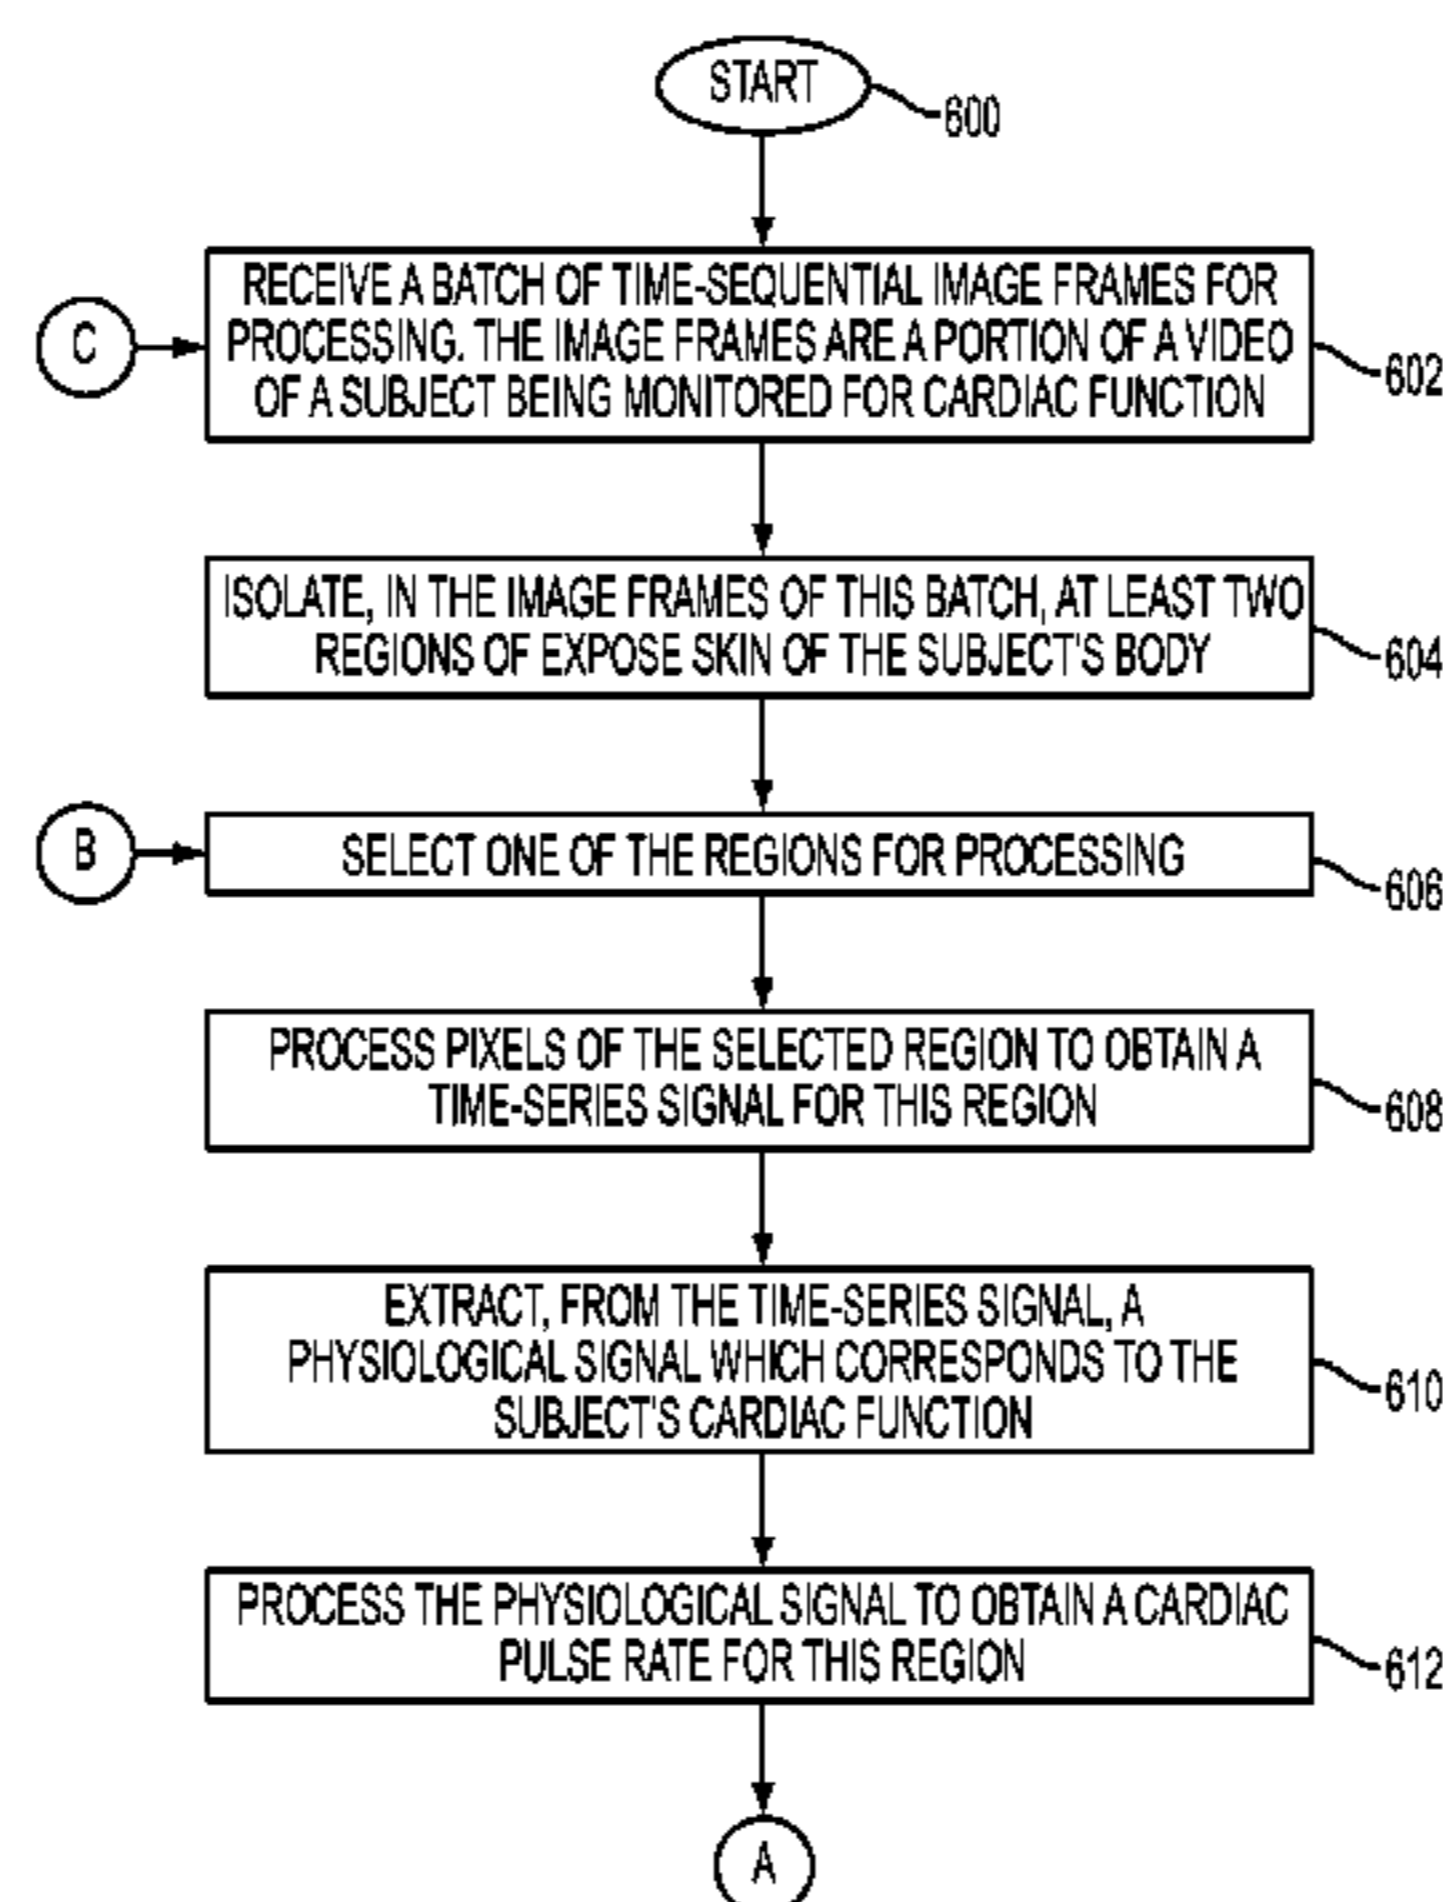 START
600
RECEIVE A BATCH OF TIME-SEQUENTIAL IMAGE FRAMES FOR
PROCESSING. THE IMAGE FRAMES ARE A PORTION OF A VIDEO
OF A SUBJECT BEING MONITORED FOR CARDIAC FUNCTION
C
602
ISOLATE, IN THE IMAGE FRAMES OF THIS BATCH, AT LEAST TWO
REGIONS OF EXPOSE SKIN OF THE SUBJECT'S BODY
604
B
SELECT ONE OF THE REGIONS FOR PROCESSING
606
PROCESS PIXELS OF THE SELECTED REGION TO OBTAIN A
TIME-SERIES SIGNAL FOR THIS REGION
608
EXTRACT, FROM THE TIME-SERIES SIGNAL, A
PHYSIOLOGICAL SIGNAL WHICH CORRESPONDS TO THE
SUBJECT'S CARDIAC FUNCTION
610
PROCESS THE PHYSIOLOGICAL SIGNAL TO OBTAIN A CARDIAC
PULSE RATE FOR THIS REGION
612
A